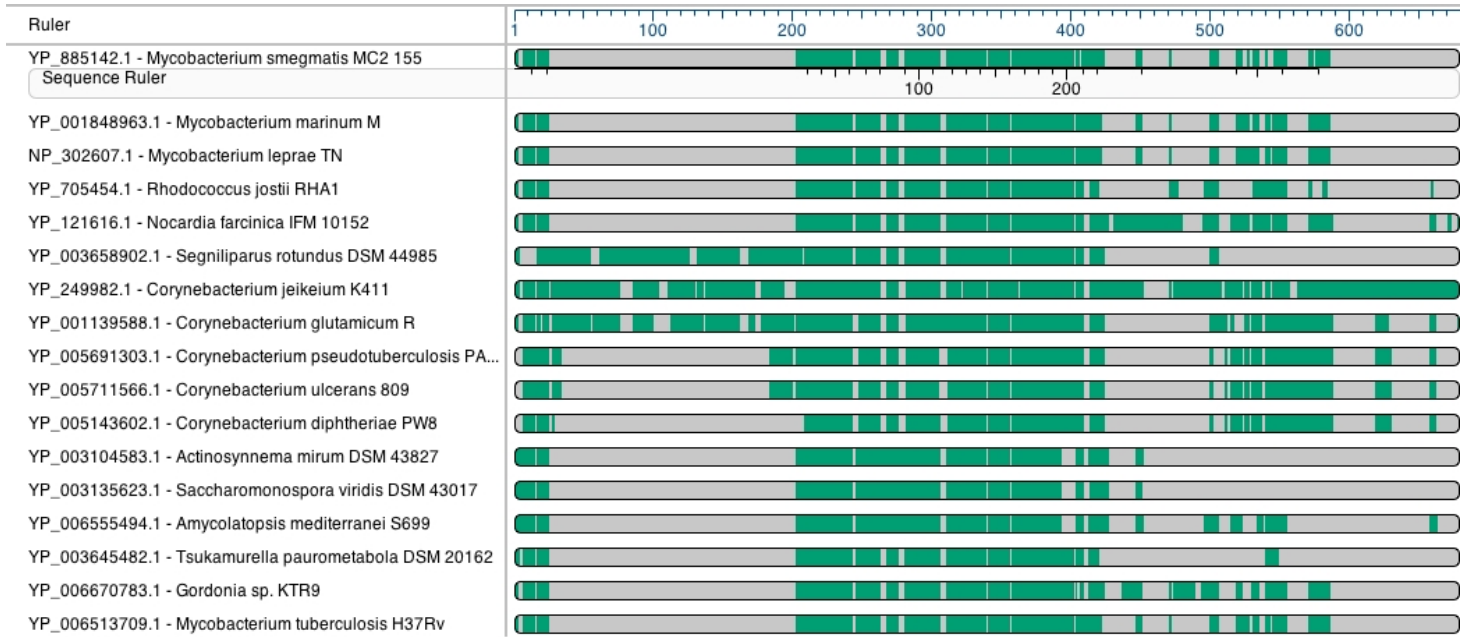 Ruler 1 100 200 300 400 500 600
YP_885142.1 - Mycobacterium smegmatis MC2 155
Sequence Ruler 100 200
YP_001848963.1 - Mycobacterium marinum M
NP_302607.1 - Mycobacterium leprae TN
YP_705454.1 - Rhodococcus jostii RHA1
YP_121616.1 - Nocardia farcinica IFM 10152
YP_003658902.1 - Segniliparus rotundus DSM 44985
YP_249982.1 - Corynebacterium jeikeium K411
YP_001139588.1 - Corynebacterium glutamicum R
YP_005691303.1 - Corynebacterium pseudotuberculosis PA...
YP_005711566.1 - Corynebacterium ulcerans 809
YP_005143602.1 - Corynebacterium diphtheriae PW8
YP_003104583.1 - Actinosynnema mirum DSM 43827
YP_003135623.1 - Saccharomonospora viridis DSM 43017
YP_006555494.1 - Amycolatopsis mediterranei S699
YP_003645482.1 - Tsukamurella paurometabola DSM 20162
YP_006670783.1 - Gordonia sp. KTR9
YP_006513709.1 - Mycobacterium tuberculosis H37Rv